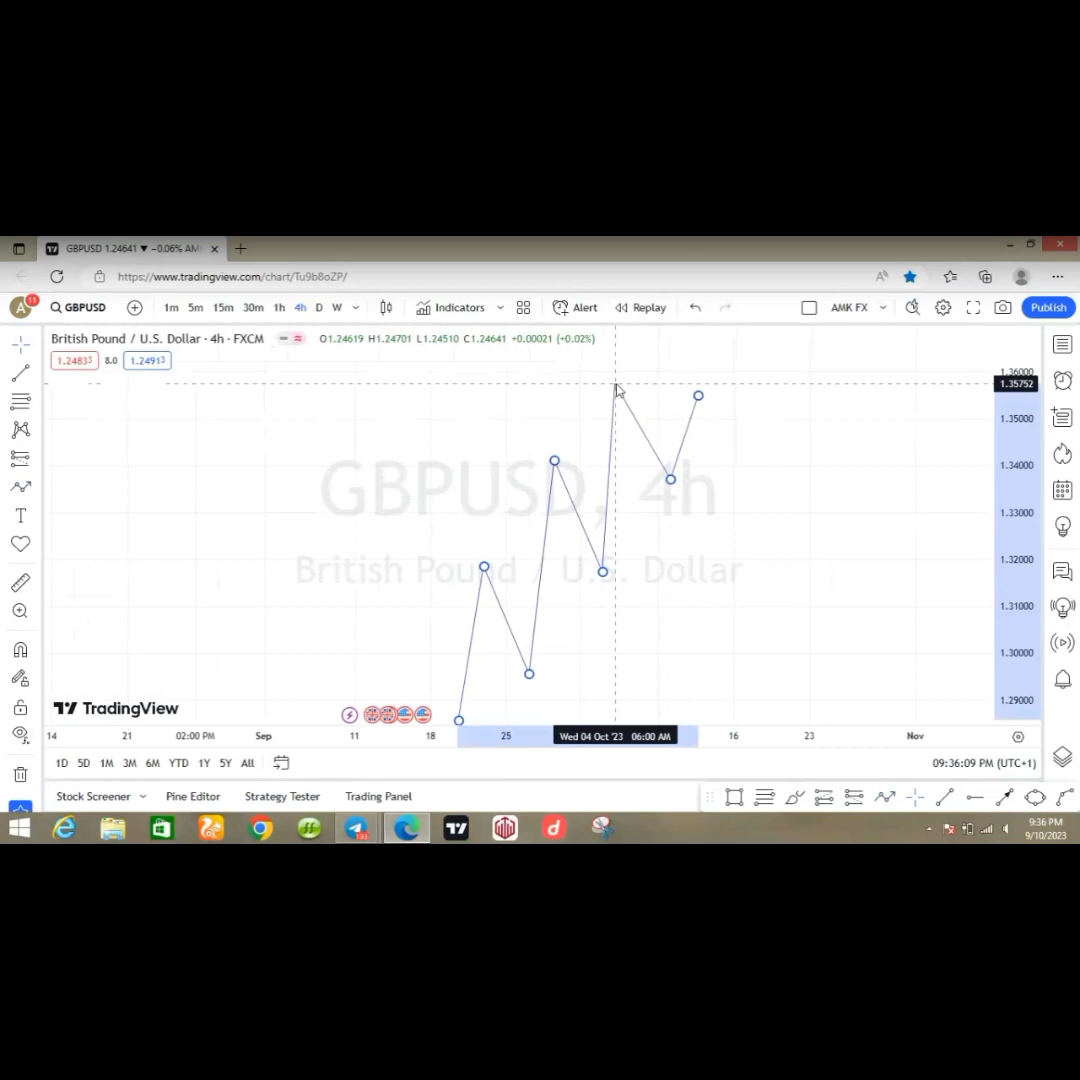 GBPUSD 1.24641 ▼ −0.06% AM
https://www.tradingview.com/chart/Tu9b8oZP/
A 11 GBPUSD 1m 5m 15m 30m 1h 4h D W Indicators Alert Replay AMK FX Publish
British Pound / U.S. Dollar · 4h · FXCM O1.24619 H1.24701 L1.24510 C1.24641 +0.00021 (+0.02%)
1.24833 8.0 1.24913
1.36000
1.35752
1.35000
1.34000
GBPUSD, 4h
1.33000
1.32000
British Pound / U.S. Dollar
1.31000
1.30000
1.29000
TradingView
14 21 02:00 PM Sep 11 18 25 Wed 04 Oct '23 06:00 AM 16 23 Nov
1D 5D 1M 3M 6M YTD 1Y 5Y All 09:36:09 PM (UTC+1)
Stock Screener Pine Editor Strategy Tester Trading Panel
9:36 PM
9/10/2023